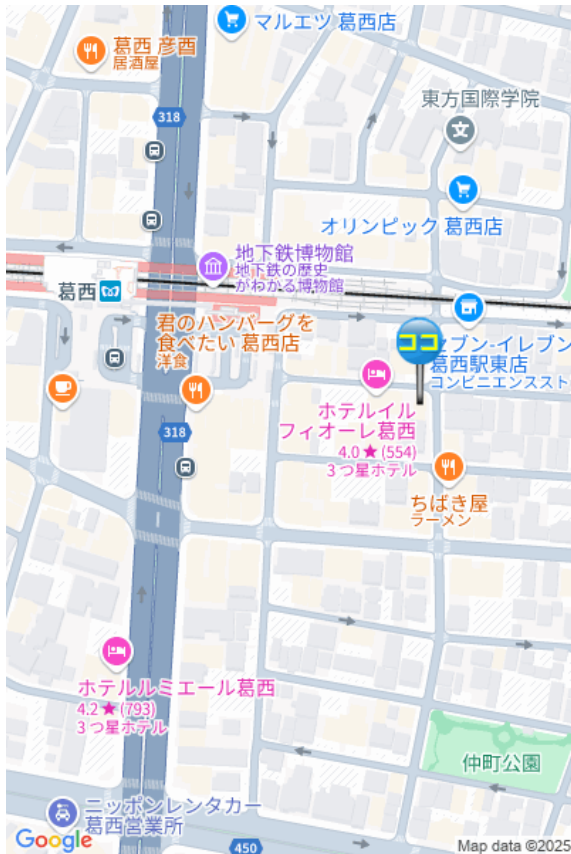 マルエツ 葛西店
葛西 彦酉
居酒屋
318
東方国際学院
文
オリンピック 葛西店
地下鉄博物館
地下鉄の歴史
がわかる博物館
葛西
君のハンバーグを
食べたい 葛西店
洋食
ココ
セブン-イレブン
葛西駅東店
コンビニエンススト
ホテルイル
フィオーレ葛西
4.0★(554)
3 つ星ホテル
318
ちばき屋
ラーメン
ホテルルミエール葛西
4.2★(793)
3 つ星ホテル
仲町公園
ニッポンレンタカー
葛西営業所
Google
450
Map data ©2025